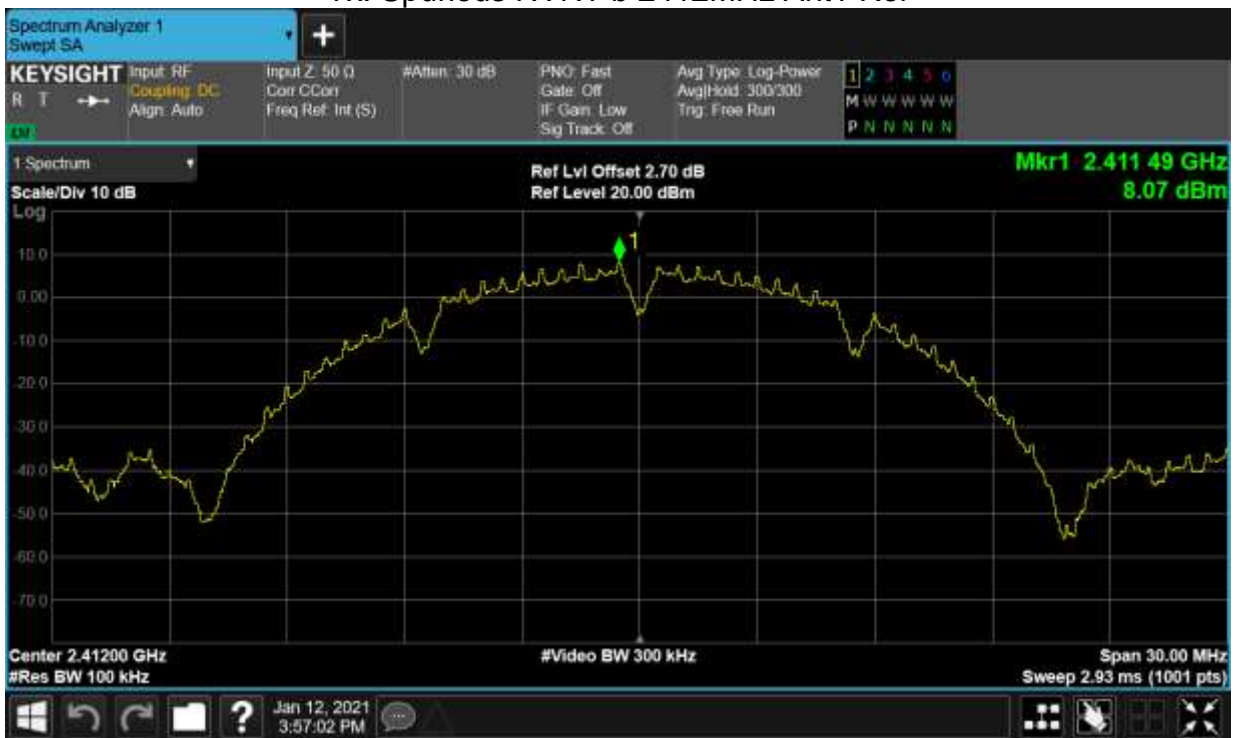 Spectrum Analyzer 1
Swept SA
KEYSIGHT
R T
Input: RF
Coupling: DC
Align: Auto
Input Z: 50 Ω
Corr CCorr
Freq Ref: Int (S)
#Atten: 30 dB
PNO: Fast
Gate: Off
IF Gain: Low
Sig Track: Off
Avg Type: Log-Power
Avg|Hold: 300/300
Trig: Free Run
1 2 3 4 5 6
M W W W W W
P N N N N N
1 Spectrum
Scale/Div 10 dB
Log
Ref Lvl Offset 2.70 dB
Ref Level 20.00 dBm
Mkr1 2.411 49 GHz
8.07 dBm
1
10.0
0.00
-10.0
-20.0
-30.0
-40.0
-50.0
-60.0
-70.0
Center 2.41200 GHz
#Res BW 100 kHz
#Video BW 300 kHz
Span 30.00 MHz
Sweep 2.93 ms (1001 pts)
?
Jan 12, 2021
3:57:02 PM